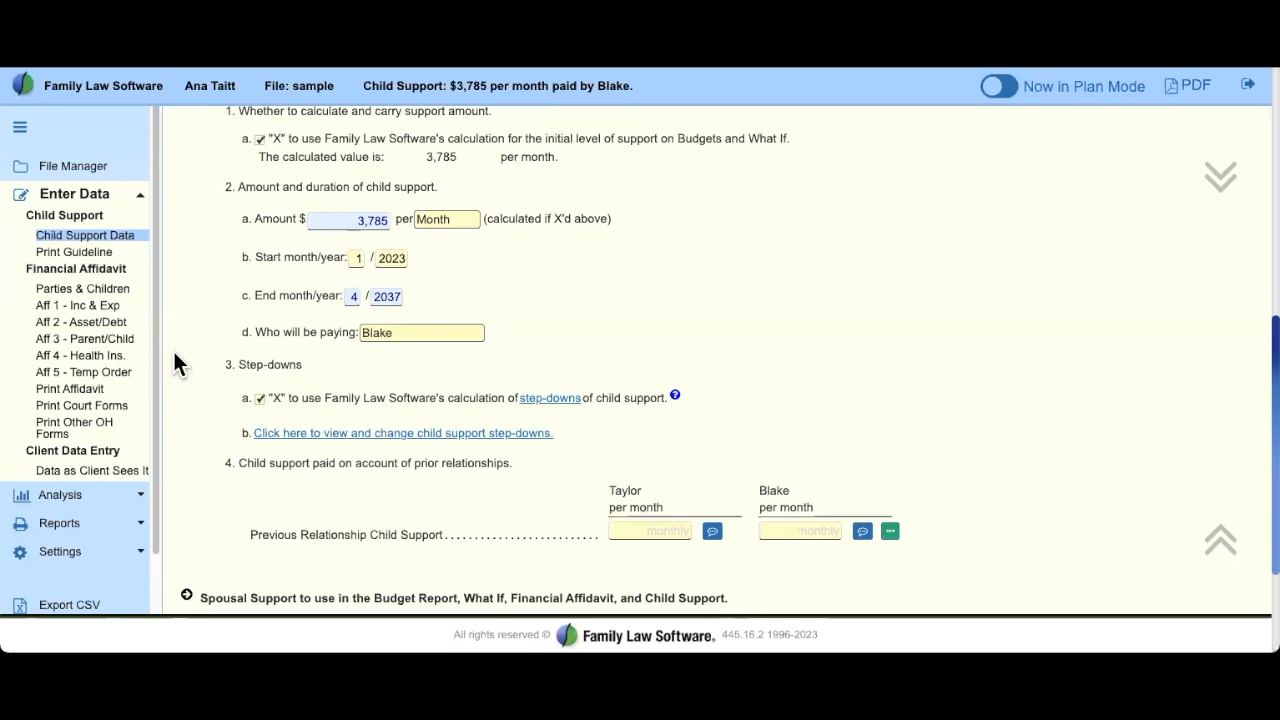 Family Law Software Ana Taitt File: sample Child Support: $3,785 per month paid by Blake. Now in Plan Mode PDF
File Manager
Enter Data
Child Support
Child Support Data
Print Guideline
Financial Affidavit
Parties & Children
Aff 1 - Inc & Exp
Aff 2 - Asset/Debt
Aff 3 - Parent/Child
Aff 4 - Health Ins.
Aff 5 - Temp Order
Print Affidavit
Print Court Forms
Print Other OH
Forms
Client Data Entry
Data as Client Sees It
Analysis
Reports
Settings
Export CSV
1. Whether to calculate and carry support amount.
a. "X" to use Family Law Software's calculation for the initial level of support on Budgets and What If.
The calculated value is: 3,785 per month.
2. Amount and duration of child support.
a. Amount $ 3,785 per Month (calculated if X'd above)
b. Start month/year: 1 / 2023
c. End month/year: 4 / 2037
d. Who will be paying: Blake
3. Step-downs
a. "X" to use Family Law Software's calculation of step-downs of child support. ?
b. Click here to view and change child support step-downs.
4. Child support paid on account of prior relationships.
Taylor Blake
per month per month
Previous Relationship Child Support.......................... monthly monthly
Spousal Support to use in the Budget Report, What If, Financial Affidavit, and Child Support.
All rights reserved © Family Law Software. 445.16.2 1996-2023